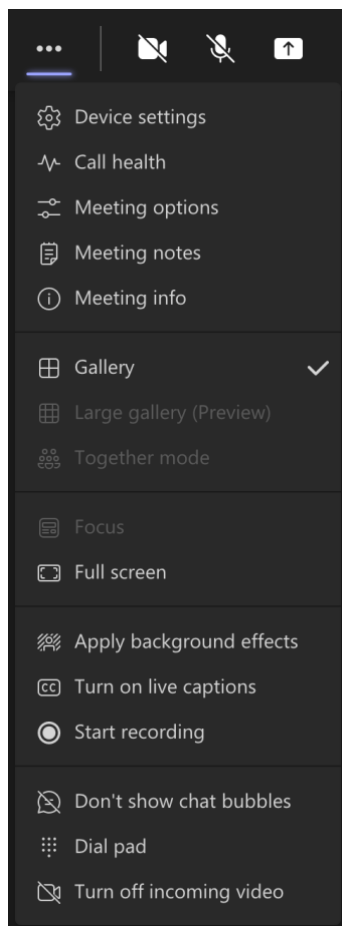 Device settings
Call health
Meeting options
Meeting notes
Meeting info
Gallery
Large gallery (Preview)
Together mode
Focus
Full screen
Apply background effects
CC Turn on live captions
Start recording
Don't show chat bubbles
Dial pad
Turn off incoming video